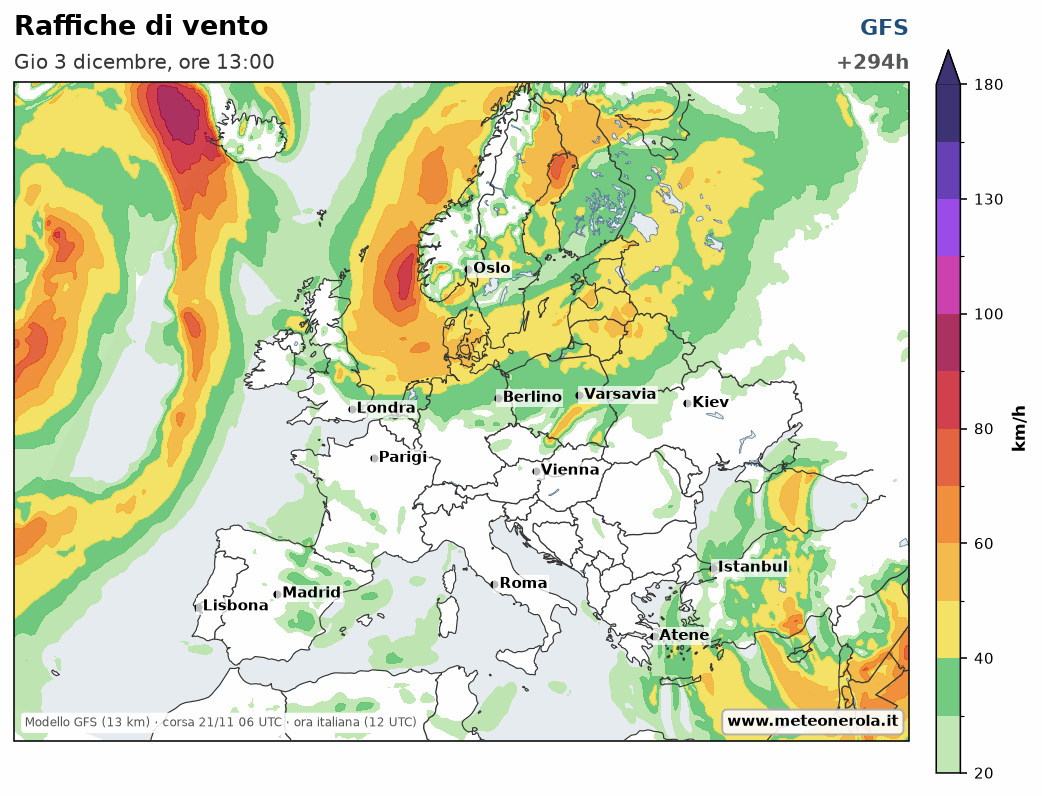 Raffiche di vento
GFS
Gio 3 dicembre, ore 13:00
+294h
180
130
100
80
60
40
20
km/h
Oslo
Berlino
Varsavia
Kiev
Londra
Parigi
Vienna
Istanbul
Roma
Madrid
Lisbona
Atene
Modello GFS (13 km) · corsa 21/11 06 UTC · ora italiana (12 UTC)
www.meteonerola.it